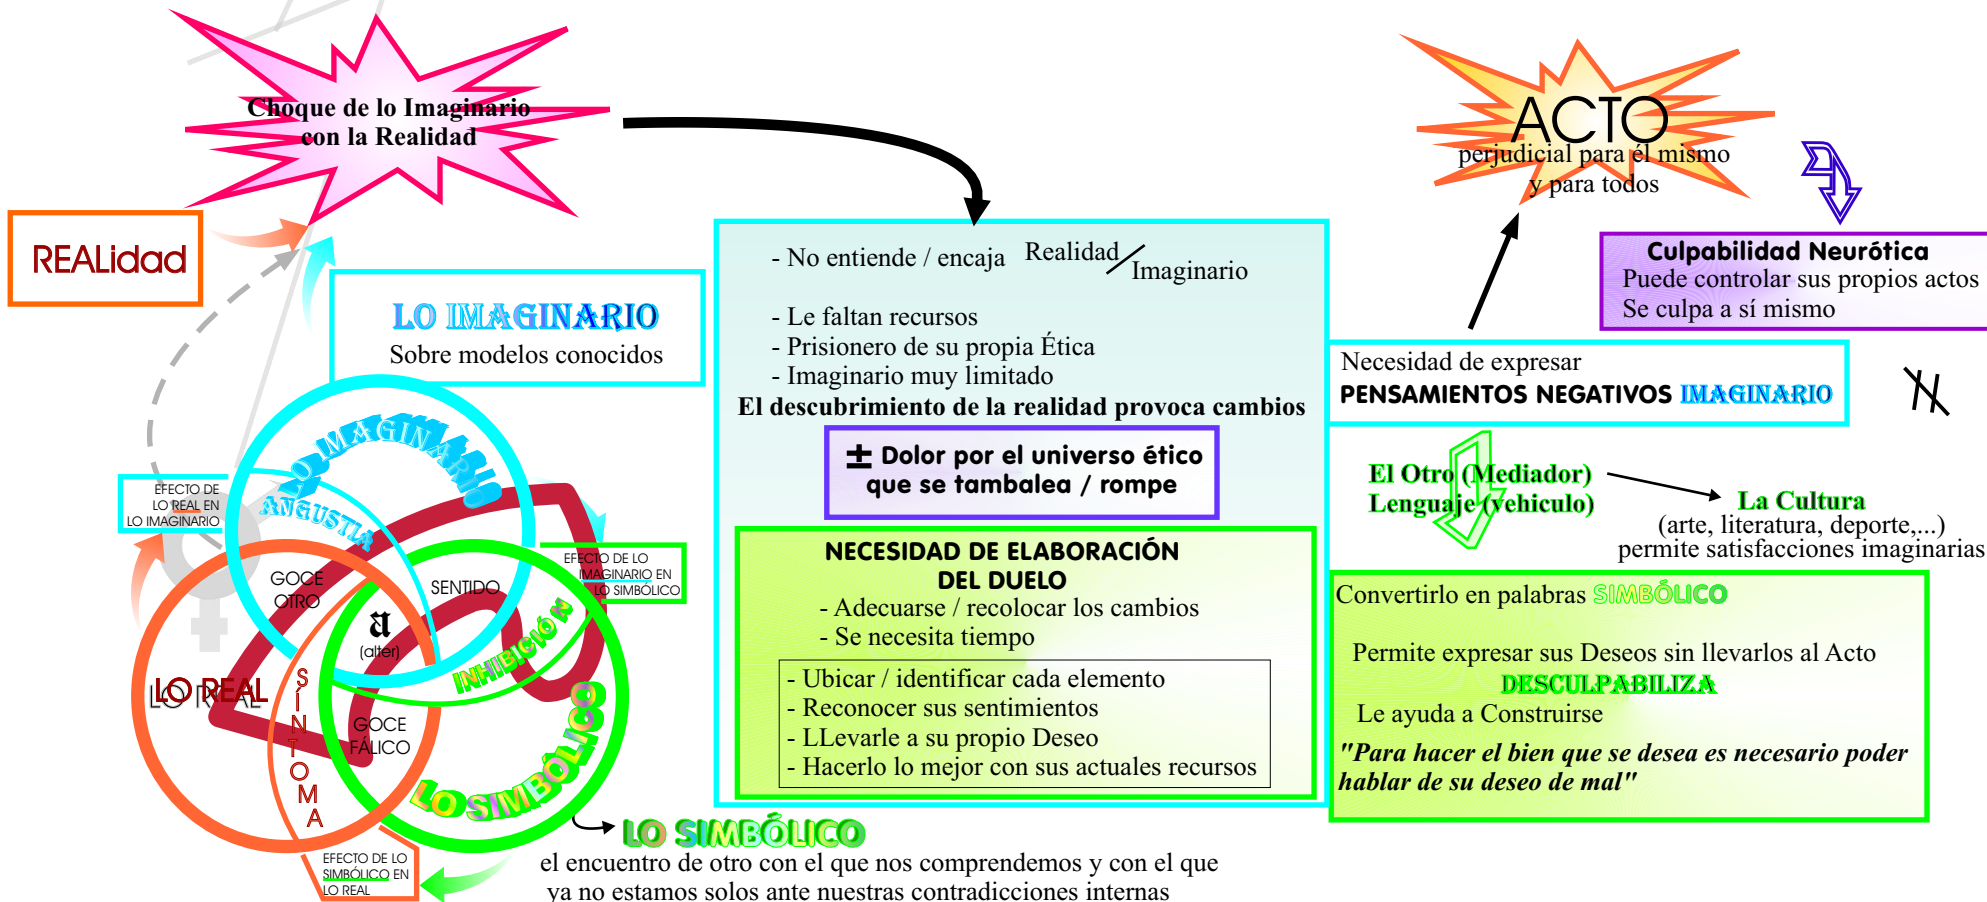 Choque de lo Imaginario
con la Realidad
REALidad
LO IMAGINARIO
Sobre modelos conocidos
LO IMAGINARIO
ANGUSTIA
EFECTO DE
LO REAL EN
LO IMAGINARIO
GOCE
OTRO
SENTIDO
a
(alter)
EFECTO DE LO
IMAGINARIO EN
LO SIMBÓLICO
INHIBICIÓN
LO REAL
SÍNTOMA
GOCE
FÁLICO
LO SIMBÓLICO
EFECTO DE LO
SIMBÓLICO EN
LO REAL
LO SIMBÓLICO
el encuentro de otro con el que nos comprendemos y con el que
ya no estamos solos ante nuestras contradicciones internas
- No entiende / encaja Realidad / Imaginario
- Le faltan recursos
- Prisionero de su propia Ética
- Imaginario muy limitado
El descubrimiento de la realidad provoca cambios
± Dolor por el universo ético
que se tambalea / rompe
NECESIDAD DE ELABORACIÓN
DEL DUELO
- Adecuarse / recolocar los cambios
- Se necesita tiempo
- Ubicar / identificar cada elemento
- Reconocer sus sentimientos
- LLevarle a su propio Deseo
- Hacerlo lo mejor con sus actuales recursos
ACTO
perjudicial para él mismo
y para todos
Culpabilidad Neurótica
Puede controlar sus propios actos
Se culpa a sí mismo
Necesidad de expresar
PENSAMIENTOS NEGATIVOS IMAGINARIO
El Otro (Mediador)
Lenguaje (vehiculo)
La Cultura
(arte, literatura, deporte,...)
permite satisfacciones imaginarias
Convertirlo en palabras SIMBÓLICO
Permite expresar sus Deseos sin llevarlos al Acto
DESCULPABILIZA
Le ayuda a Construirse
"Para hacer el bien que se desea es necesario poder
hablar de su deseo de mal"